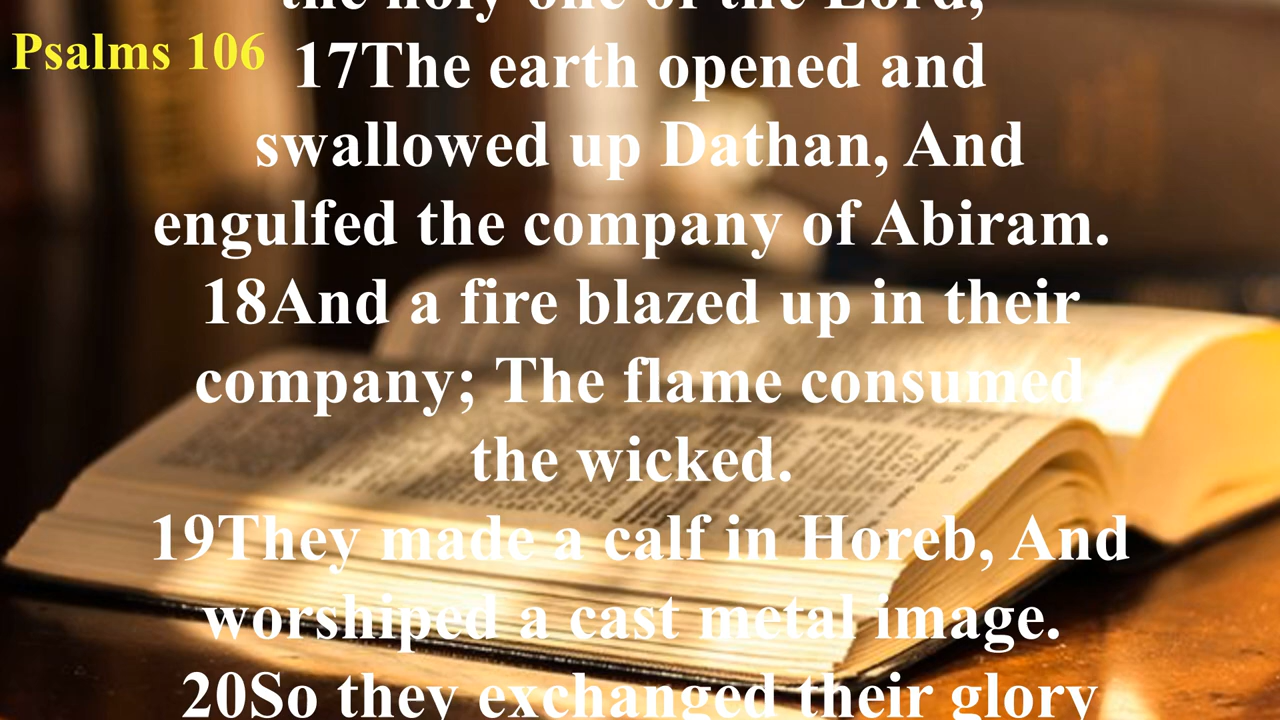 the holy one of the Lord,
Psalms 106
17The earth opened and
swallowed up Dathan, And
engulfed the company of Abiram.
18And a fire blazed up in their
company; The flame consumed
the wicked.
19They made a calf in Horeb, And
worshiped a cast metal image.
20So they exchanged their glory